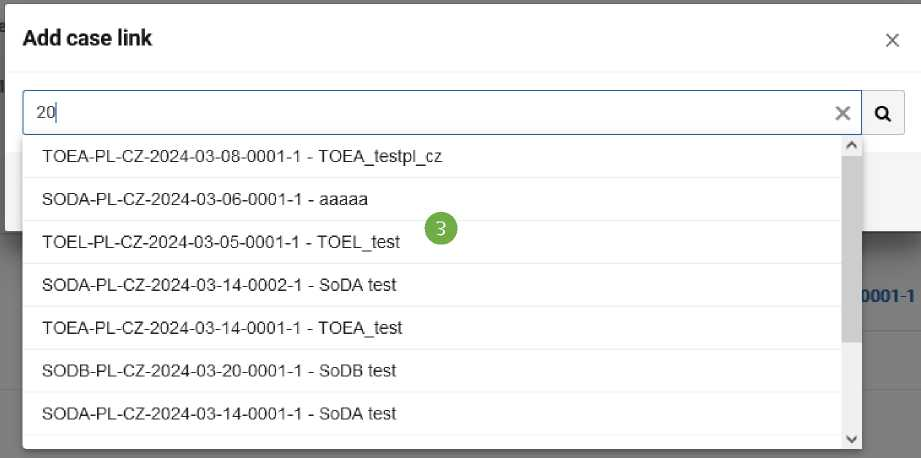 Add case link
20
TOEA-PL-CZ-2024-03-08-0001-1 - TOEA_testpl_cz
SODA-PL-CZ-2024-03-06-0001-1 - aaaaa
3
TOEL-PL-CZ-2024-03-05-0001-1 - TOEL_test
SODA-PL-CZ-2024-03-14-0002-1 - SoDA test
0001-1
TOEA-PL-CZ-2024-03-14-0001-1 - TOEA_test
SODB-PL-CZ-2024-03-20-0001-1 - SoDB test
SODA-PL-CZ-2024-03-14-0001-1 - SoDA test